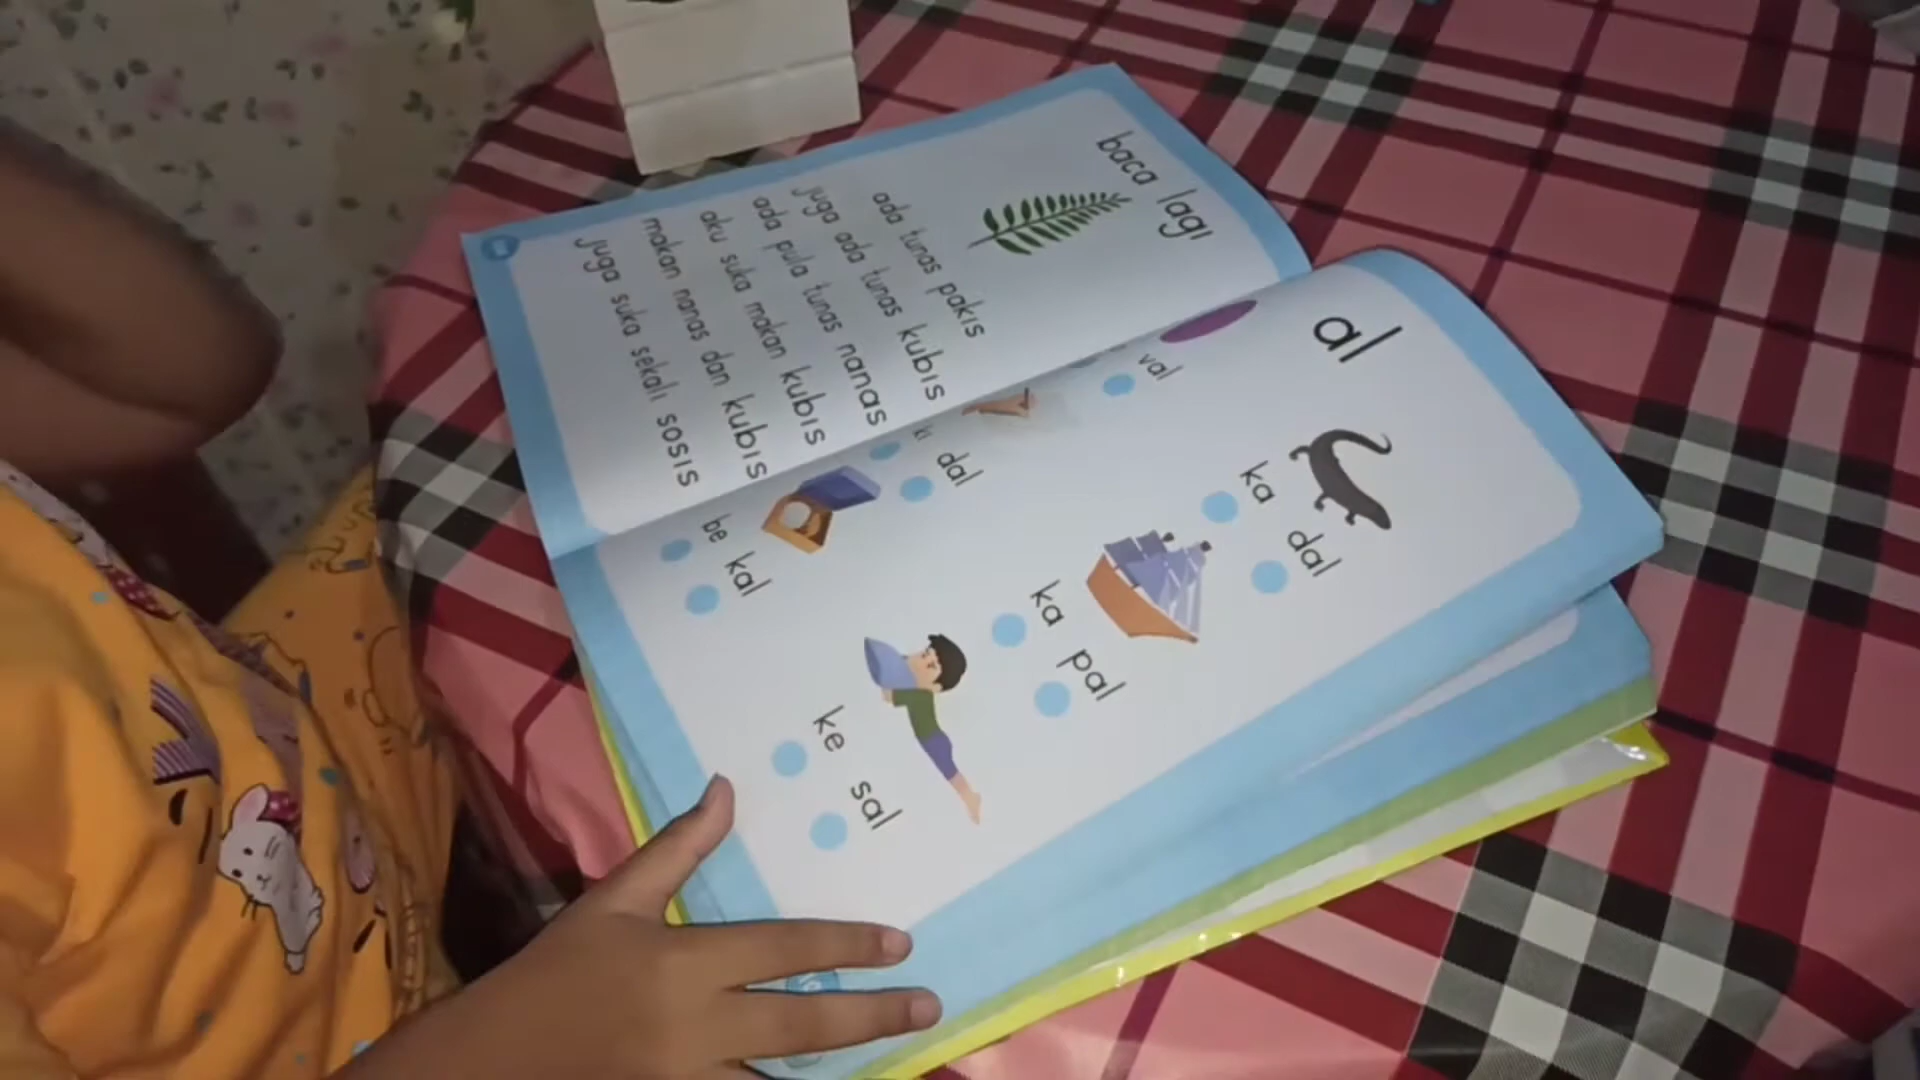 baca lagi
ada tunas pakis
juga ada tunas kubis
ada pula tunas nanas
aku suka makan kubis
makan nanas dan kubis
juga suka sekali sosis
al
ka dal
val
ka pal
ki dal
ke sal
be kal